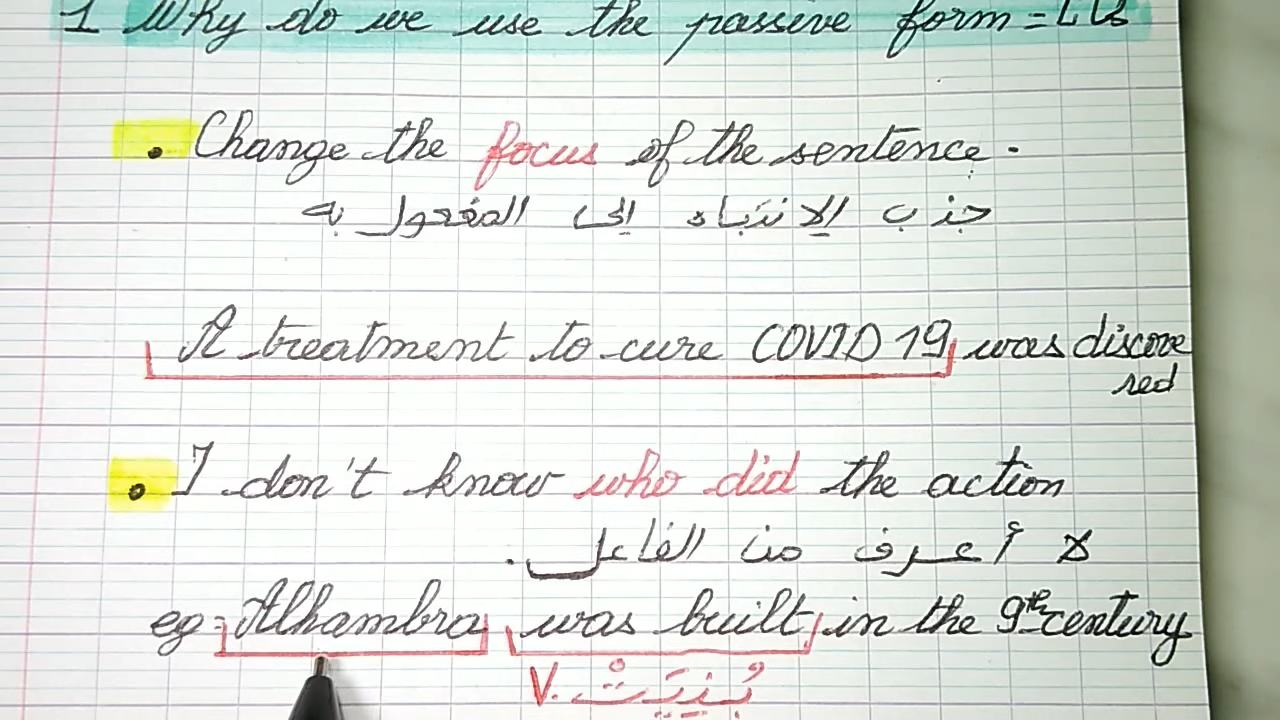 1 Why do we use the passive form =
. Change the focus of the sentence.
جذب الإنتباه إلى المفعول به
A treatment to cure COVID 19 was discove
red
. I don't know who did the action
لا أعرف من الفاعل.
eg= Alhambra was built in the 9th century
V. بُنِيَتْ